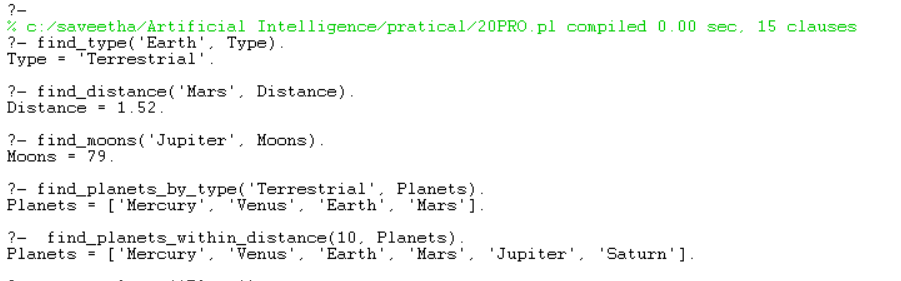 ?-
% c:/saveetha/Artificial Intelligence/pratical/20PRO.pl compiled 0.00 sec, 15 clauses
?- find_type('Earth', Type).
Type = 'Terrestrial'.
?- find_distance('Mars', Distance).
Distance = 1.52.
?- find_moons('Jupiter', Moons).
Moons = 79.
?- find_planets_by_type('Terrestrial', Planets).
Planets = ['Mercury', 'Venus', 'Earth', 'Mars'].
?-  find_planets_within_distance(10, Planets).
Planets = ['Mercury', 'Venus', 'Earth', 'Mars', 'Jupiter', 'Saturn'].